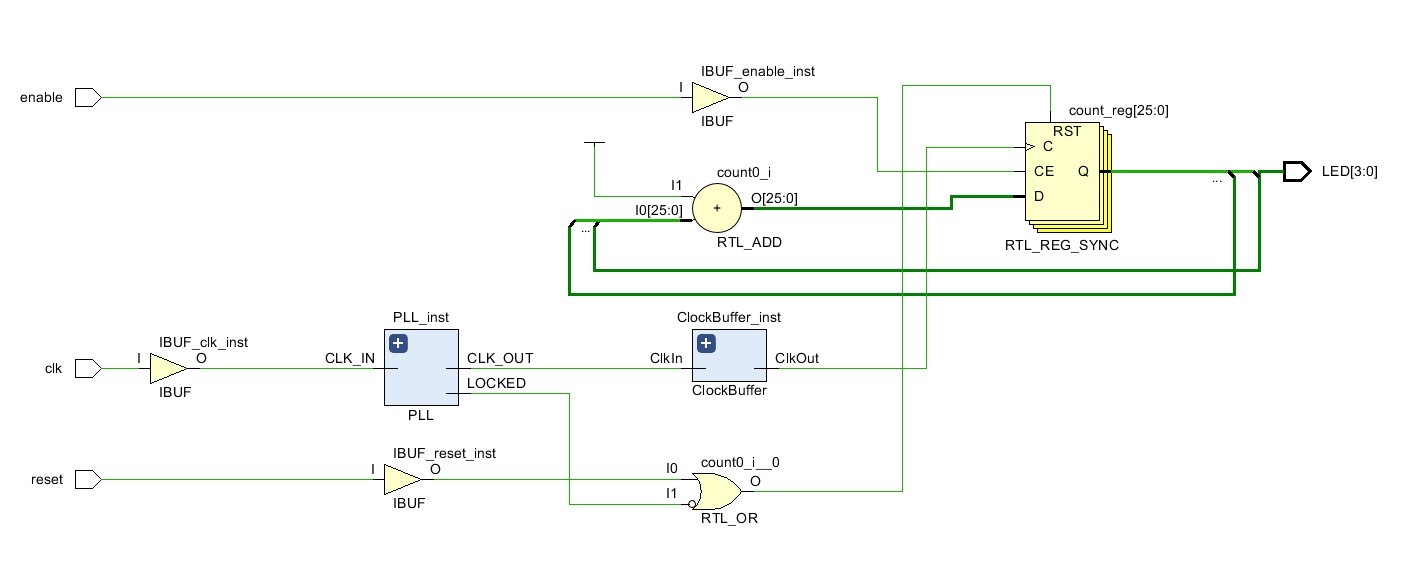 IBUF_enable_inst
enable
I
O
IBUF
count_reg[25:0]
RST
C
CE
Q
D
RTL_REG_SYNC
...
LED[3:0]
count0_i
I1
I0[25:0]
O[25:0]
+
...
RTL_ADD
PLL_inst
ClockBuffer_inst
IBUF_clk_inst
clk
I
O
IBUF
+
CLK_IN
CLK_OUT
LOCKED
PLL
+
ClkIn
ClkOut
ClockBuffer
IBUF_reset_inst
reset
I
O
IBUF
count0_i__0
I0
I1
O
RTL_OR